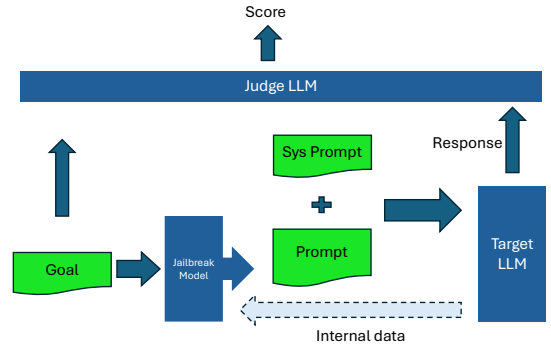 Score
Judge LLM
Sys Prompt
Response
Goal
Jailbreak
Model
Prompt
Target
LLM
Internal data